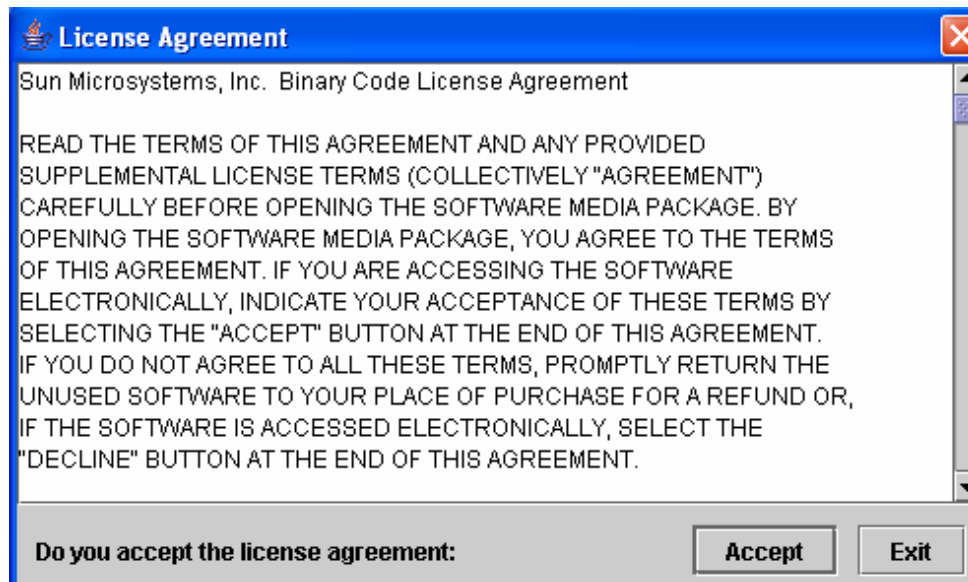 License Agreement
Sun Microsystems, Inc. Binary Code License Agreement
READ THE TERMS OF THIS AGREEMENT AND ANY PROVIDED
SUPPLEMENTAL LICENSE TERMS (COLLECTIVELY "AGREEMENT")
CAREFULLY BEFORE OPENING THE SOFTWARE MEDIA PACKAGE. BY
OPENING THE SOFTWARE MEDIA PACKAGE, YOU AGREE TO THE TERMS
OF THIS AGREEMENT. IF YOU ARE ACCESSING THE SOFTWARE
ELECTRONICALLY, INDICATE YOUR ACCEPTANCE OF THESE TERMS BY
SELECTING THE "ACCEPT" BUTTON AT THE END OF THIS AGREEMENT.
IF YOU DO NOT AGREE TO ALL THESE TERMS, PROMPTLY RETURN THE
UNUSED SOFTWARE TO YOUR PLACE OF PURCHASE FOR A REFUND OR,
IF THE SOFTWARE IS ACCESSED ELECTRONICALLY, SELECT THE
"DECLINE" BUTTON AT THE END OF THIS AGREEMENT.
Do you accept the license agreement: Accept Exit